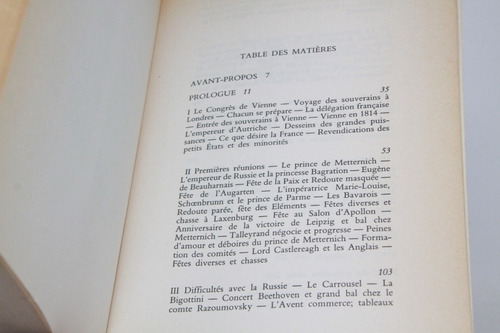 TABLE DES MATIÈRES
AVANT-PROPOS 7
PROLOGUE 11
35
I Le Congrès de Vienne — Voyage des souverains à
Londres — Chacun se prépare — La délégation française
— Entrée des souverains à Vienne — Vienne en 1814 —
L'empereur d'Autriche — Desseins des grandes puis-
sances — Ce que désire la France — Revendications des
petits États et des minorités
53
II Premières réunions — Le prince de Metternich —
L'empereur de Russie et la princesse Bagration — Eugène
de Beauharnais — Fête de la Paix et Redoute masquée —
Fête de l'Augarten — L'impératrice Marie-Louise,
Schœnbrunn et le prince de Parme — Les Bavarois —
Redoute parée, fête des Eléments — Fêtes diverses et
chasse à Laxenburg — Fête au Salon d'Apollon —
Anniversaire de la victoire de Leipzig et bal chez
Metternich — Talleyrand négocie et progresse — Peines
d'amour et déboires du prince de Metternich — Forma-
tion des comités — Lord Castlereagh et les Anglais —
Fêtes diverses et chasses
103
III Difficultés avec la Russie — Le Carrousel — La
Bigottini — Concert Beethoven et grand bal chez le
comte Razoumovsky — L'Avent commerce; tableaux